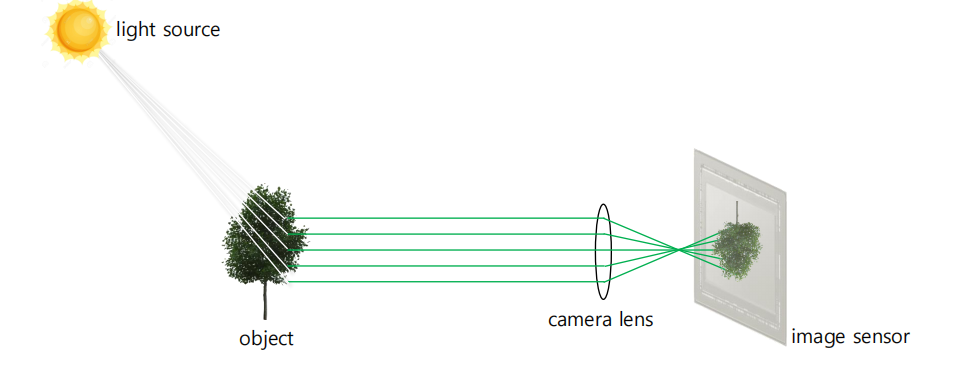 light source
object
camera lens
image sensor